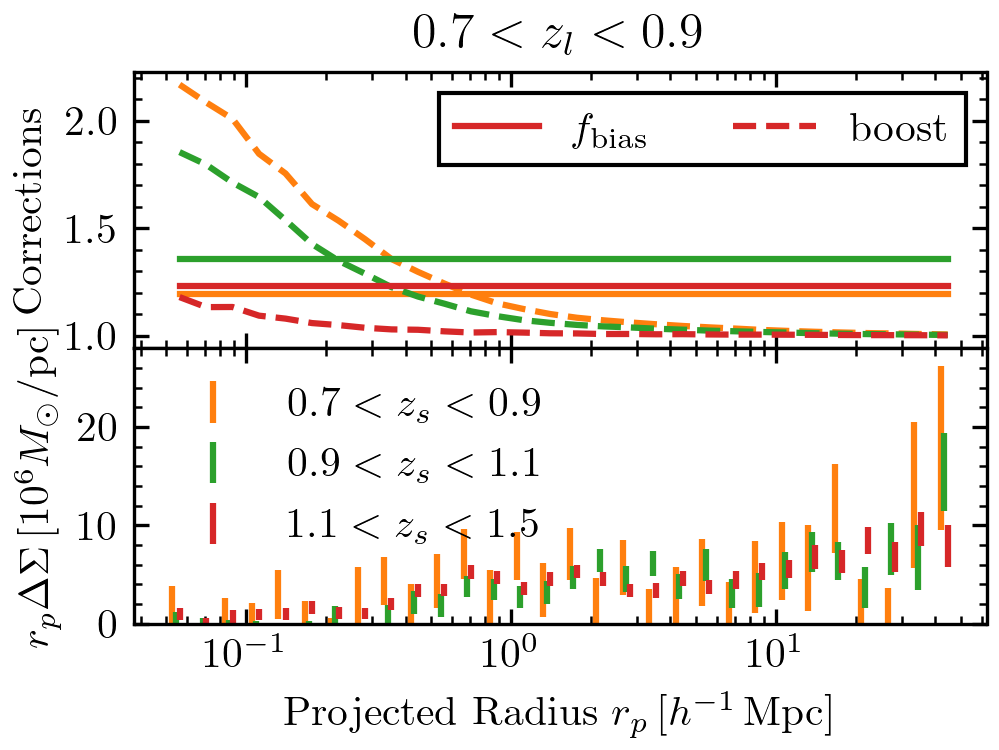 0.7 < z_l < 0.9
Corrections
2.0
1.5
1.0
f_bias
boost
r_pΔΣ [10^6 M_⊙/pc]
20
10
0
0.7 < z_s < 0.9
0.9 < z_s < 1.1
1.1 < z_s < 1.5
10^−1
10^0
10^1
Projected Radius r_p [h^−1 Mpc]